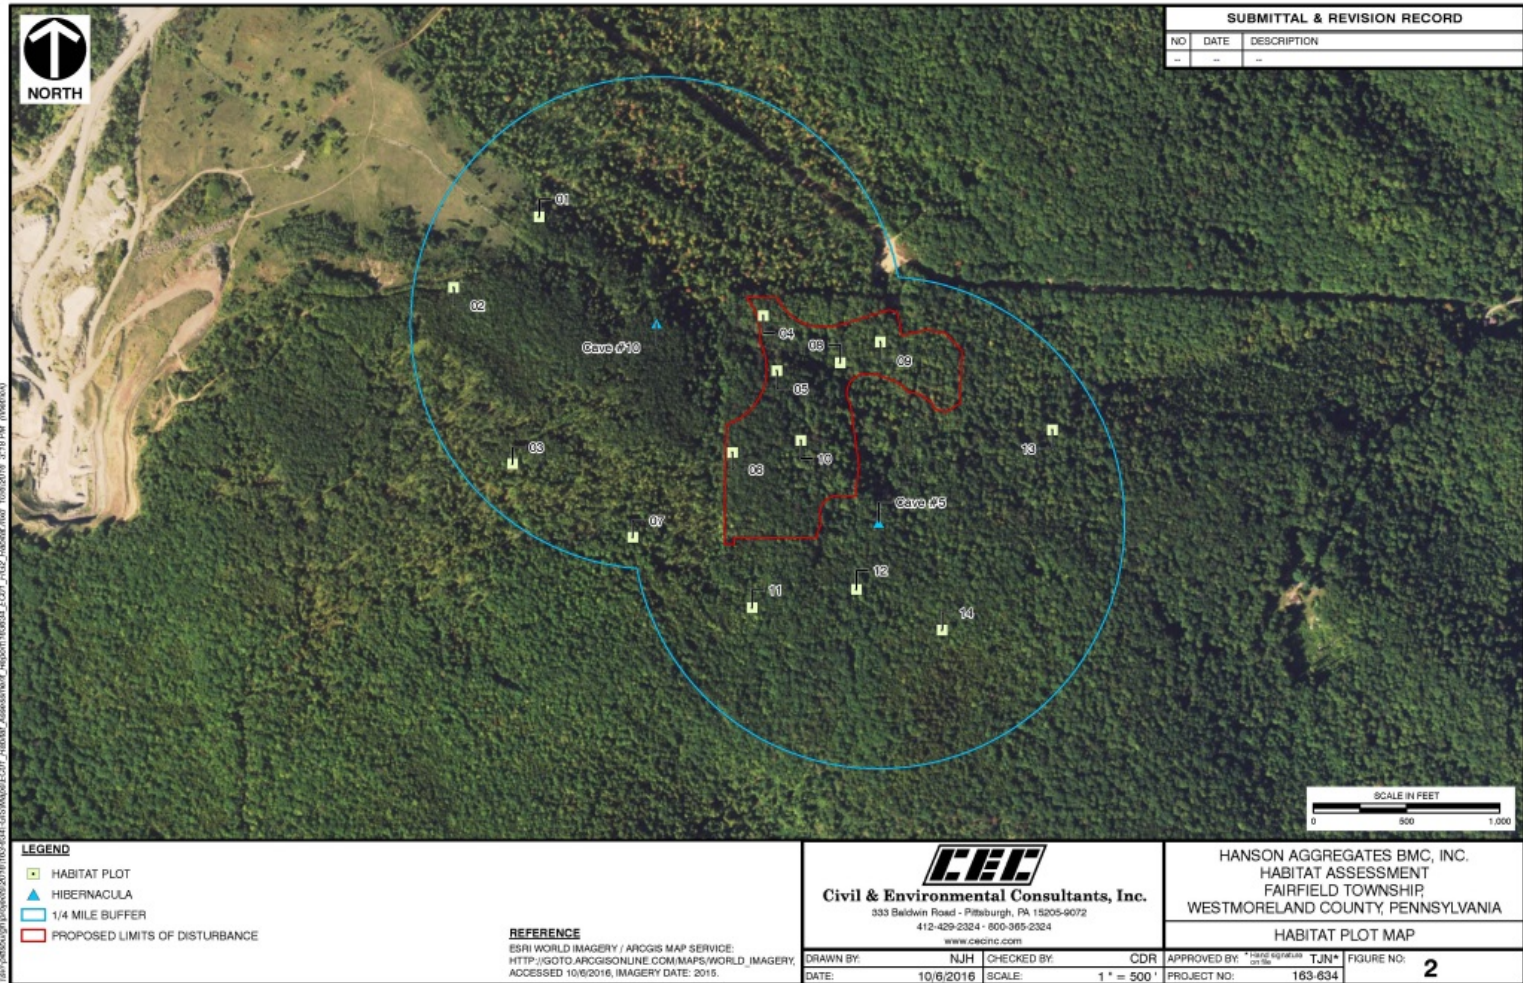 NORTH
SUBMITTAL & REVISION RECORD
NO DATE DESCRIPTION
-- -- --
01
02
Cave #10
04
08
09
05
03
10
06
13
Cave #5
07
12
11
14
SCALE IN FEET
0 500 1,000
LEGEND
HABITAT PLOT
HIBERNACULA
1/4 MILE BUFFER
PROPOSED LIMITS OF DISTURBANCE
REFERENCE
ESRI WORLD IMAGERY / ARCGIS MAP SERVICE:
HTTP://GOTO.ARCGISONLINE.COM/MAPS/WORLD_IMAGERY,
ACCESSED 10/6/2016, IMAGERY DATE: 2015.
CEC
Civil & Environmental Consultants, Inc.
333 Baldwin Road - Pittsburgh, PA 15205-9072
412-429-2324 - 800-365-2324
www.cecinc.com
DRAWN BY: NJH CHECKED BY: CDR APPROVED BY: *Hand signature on file TJN*
DATE: 10/6/2016 SCALE: 1 " = 500 ' PROJECT NO: 163-634
HANSON AGGREGATES BMC, INC.
HABITAT ASSESSMENT
FAIRFIELD TOWNSHIP,
WESTMORELAND COUNTY, PENNSYLVANIA
HABITAT PLOT MAP
FIGURE NO: 2